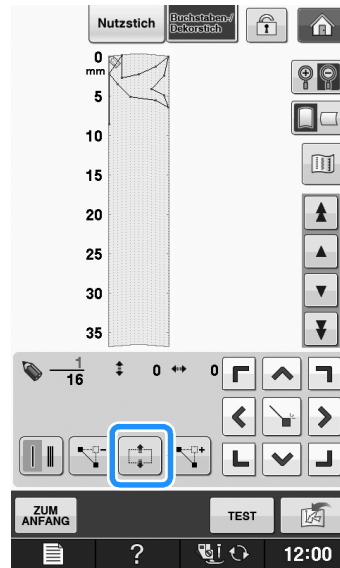 Nutzstich
Buchstaben-/
Dekorstich
0
mm
5
10
15
20
25
30
35
1
16
0
0
ZUM
ANFANG
TEST
?
12:00